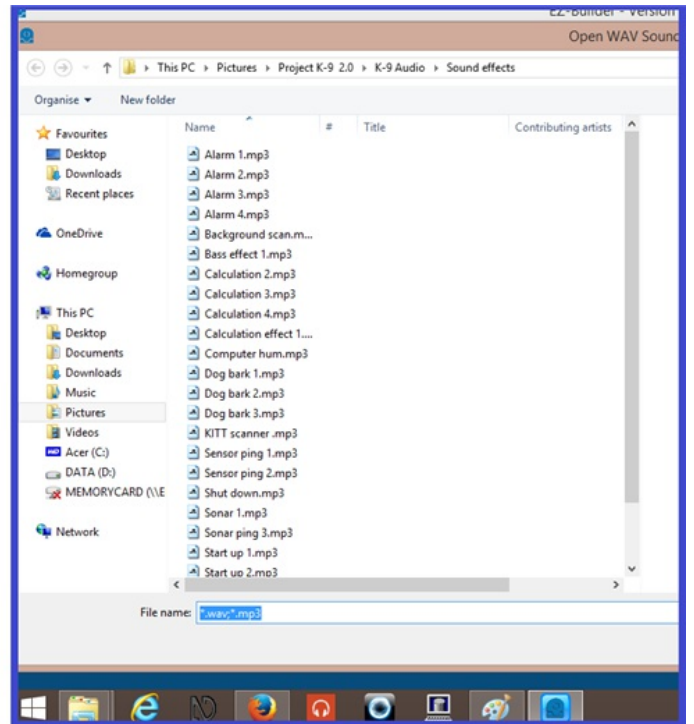 EZ-Builder - Version
Open WAV Sound
This PC ▸ Pictures ▸ Project K-9 2.0 ▸ K-9 Audio ▸ Sound effects
Organise ▾ New folder
Favourites
Desktop
Downloads
Recent places
OneDrive
Homegroup
This PC
Desktop
Documents
Downloads
Music
Pictures
Videos
Acer (C:)
DATA (D:)
MEMORYCARD (\\E
Network
Name # Title Contributing artists
Alarm 1.mp3
Alarm 2.mp3
Alarm 3.mp3
Alarm 4.mp3
Background scan.m...
Bass effect 1.mp3
Calculation 2.mp3
Calculation 3.mp3
Calculation 4.mp3
Calculation effect 1....
Computer hum.mp3
Dog bark 1.mp3
Dog bark 2.mp3
Dog bark 3.mp3
KITT scanner .mp3
Sensor ping 1.mp3
Sensor ping 2.mp3
Shut down.mp3
Sonar 1.mp3
Sonar ping 3.mp3
Start up 1.mp3
Start up 2.mp3
File name: *.wav;*.mp3